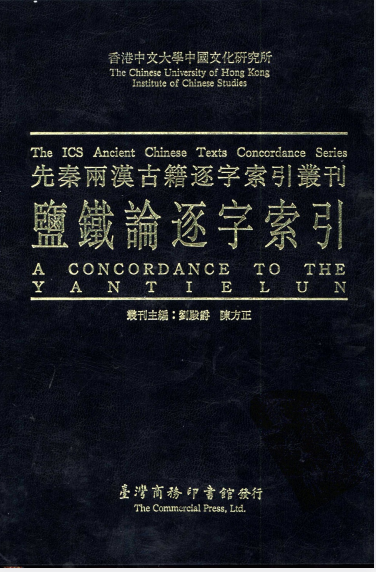 香港中文大學中國文化研究所
The Chinese University of Hong Kong
Institute of Chinese Studies
The ICS Ancient Chinese Texts Concordance Series
先秦兩漢古籍逐字索引叢刊
鹽鐵論逐字索引
A CONCORDANCE TO THE
YANTIELUN
叢刊主編：劉殿爵 陳方正
臺灣商務印書館發行
The Commercial Press, Ltd.